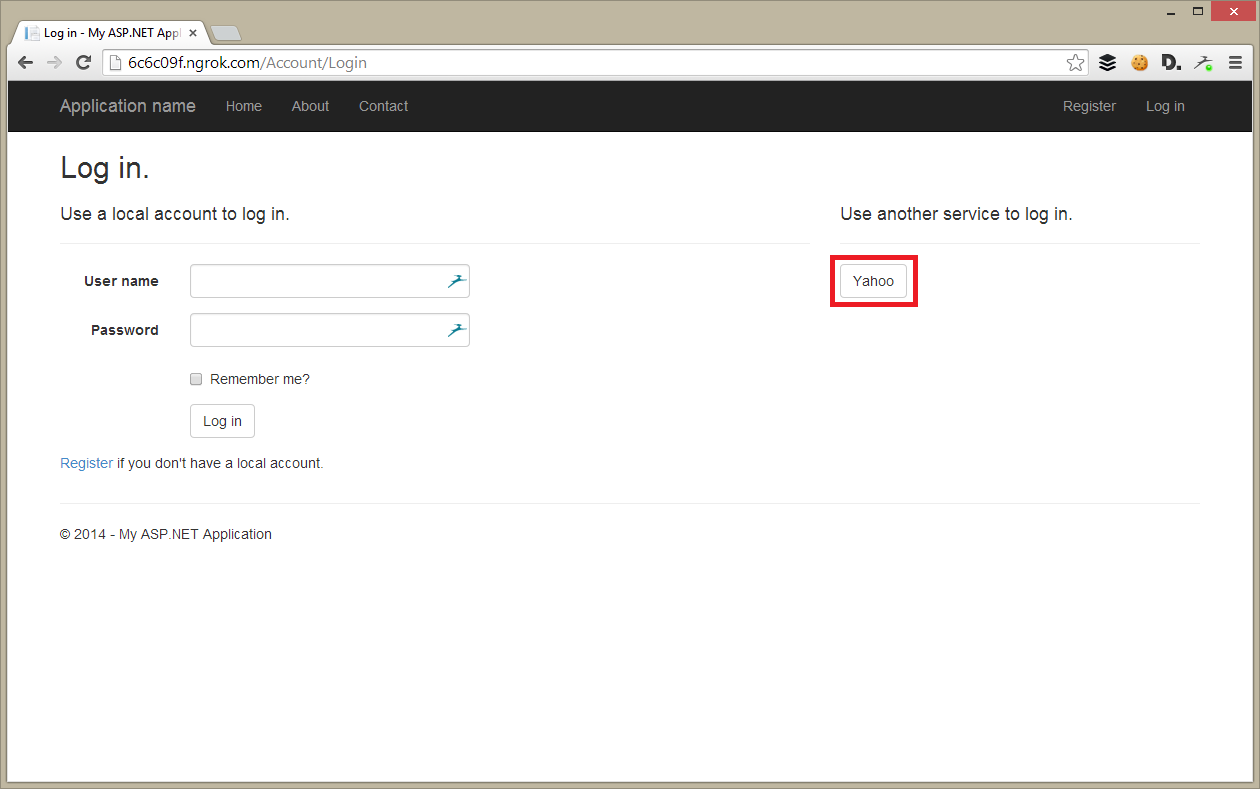 Log in - My ASP.NET Appl
6c6c09f.ngrok.com/Account/Login
D.
Application name Home About Contact Register Log in
Log in.
Use a local account to log in.
Use another service to log in.
User name
Yahoo
Password
Remember me?
Log in
Register if you don't have a local account.
© 2014 - My ASP.NET Application